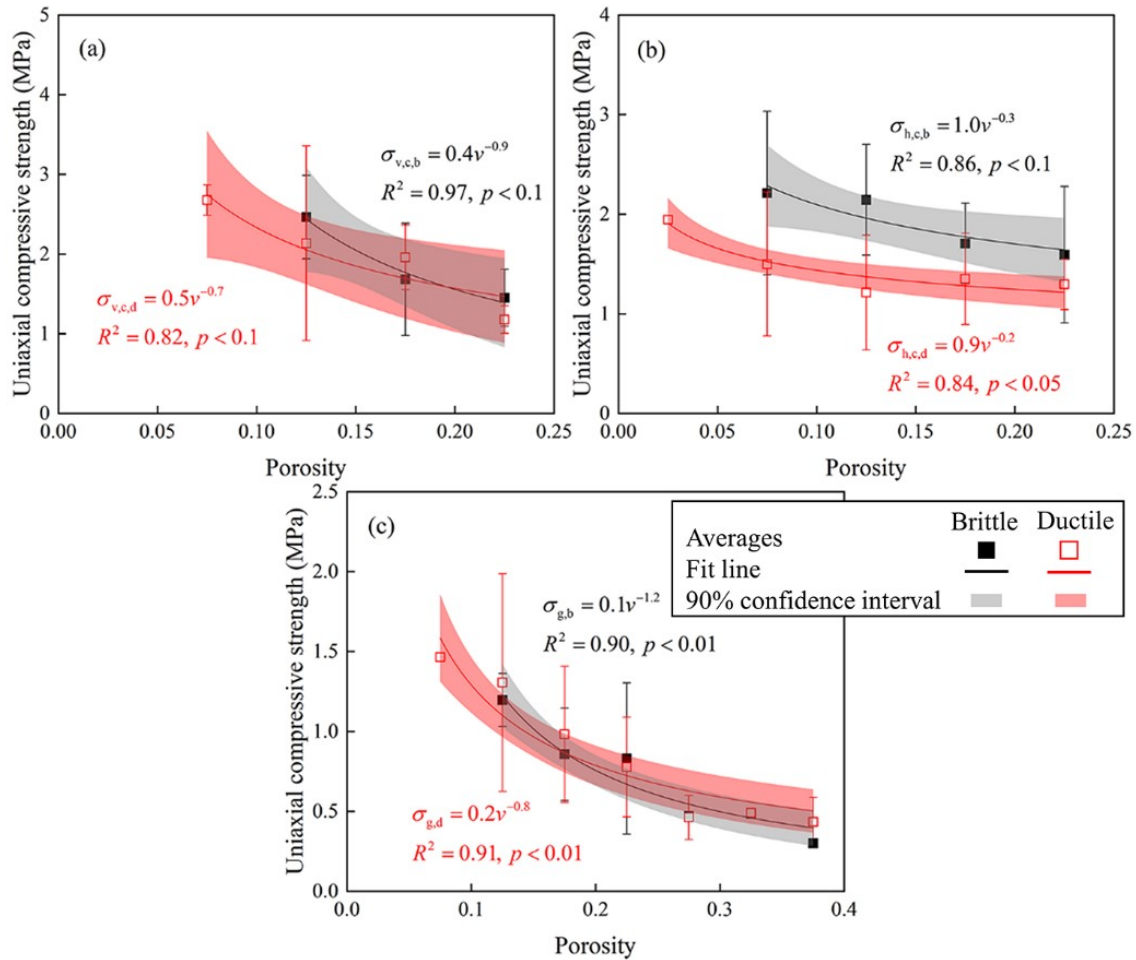 (a)
Uniaxial compressive strength (MPa)
5
4
3
2
1
0
σv,c,b = 0.4v−0.9
R2 = 0.97, p < 0.1
σv,c,d = 0.5v−0.7
R2 = 0.82, p < 0.1
0.00 0.05 0.10 0.15 0.20 0.25
Porosity
(b)
Uniaxial compressive strength (MPa)
4
3
2
1
0
σh,c,b = 1.0v−0.3
R2 = 0.86, p < 0.1
σh,c,d = 0.9v−0.2
R2 = 0.84, p < 0.05
0.00 0.05 0.10 0.15 0.20 0.25
Porosity
(c)
Uniaxial compressive strength (MPa)
2.5
2.0
1.5
1.0
0.5
0.0
σg,b = 0.1v−1.2
R2 = 0.90, p < 0.01
σg,d = 0.2v−0.8
R2 = 0.91, p < 0.01
0.0 0.1 0.2 0.3 0.4
Porosity
Brittle Ductile
Averages
Fit line
90% confidence interval